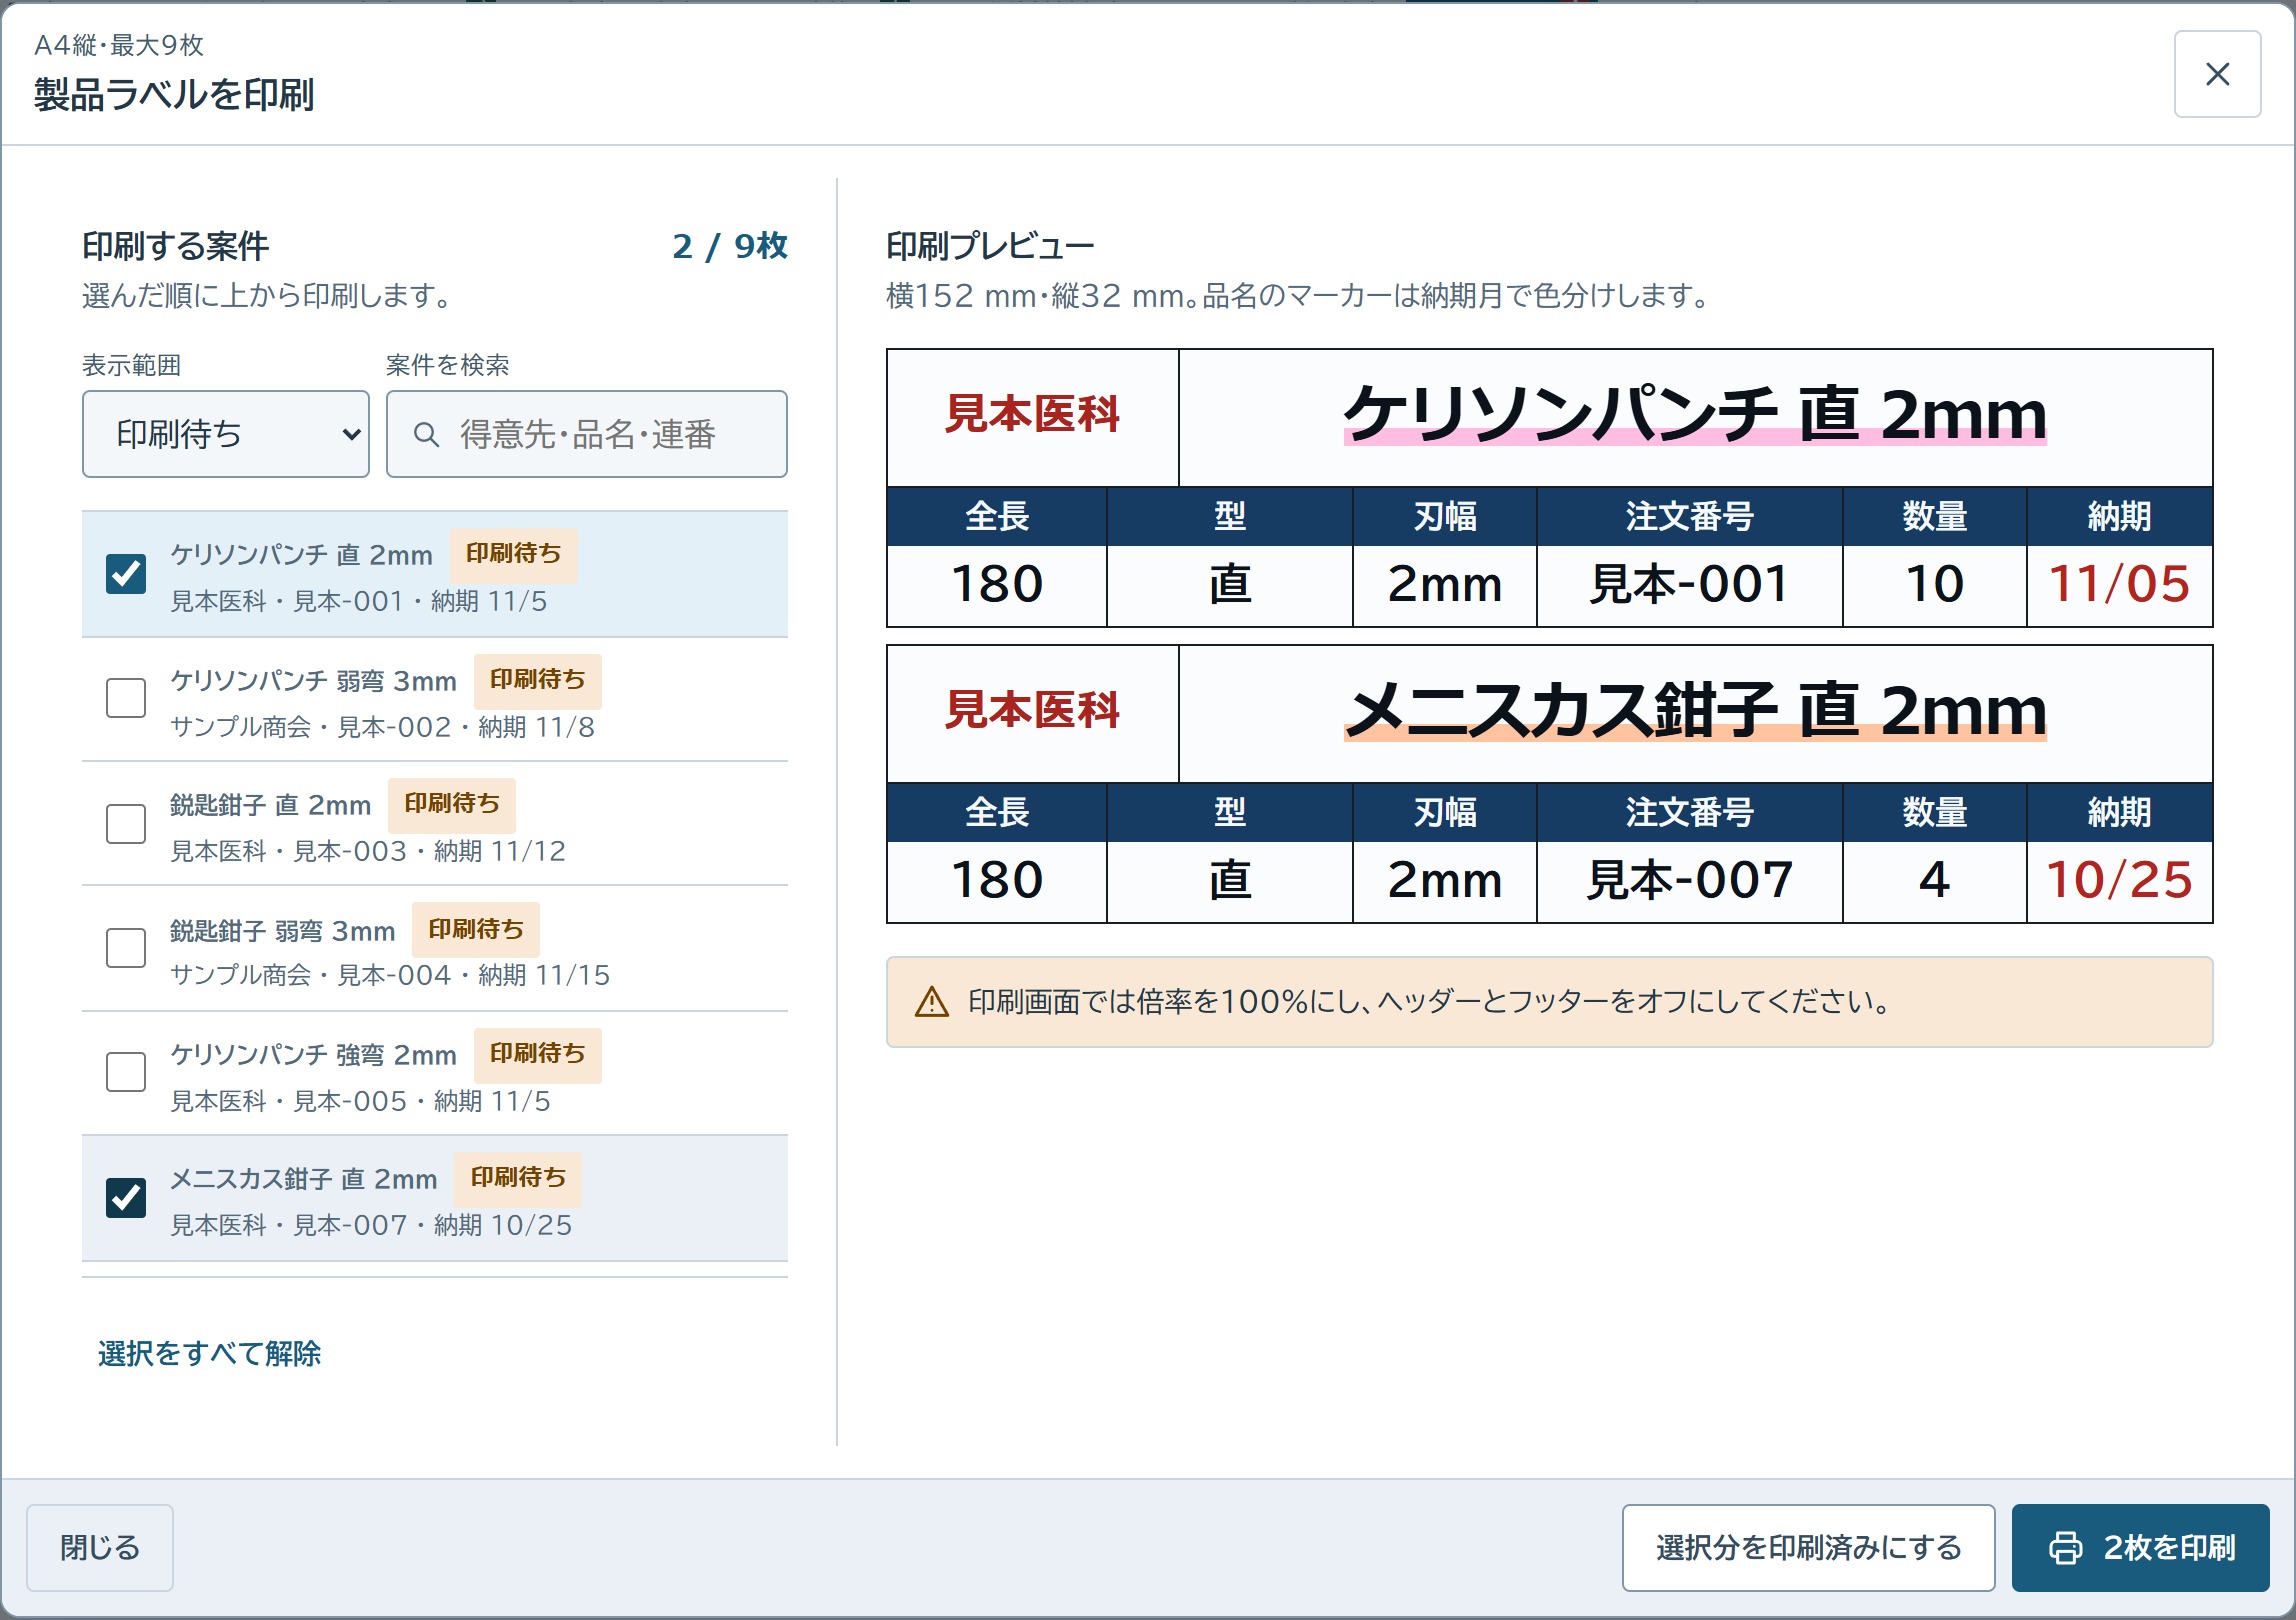 A4縦・最大9枚
製品ラベルを印刷
印刷する案件
2 / 9枚
選んだ順に上から印刷します。
表示範囲
案件を検索
印刷待ち
得意先・品名・連番
ケリソンパンチ 直 2mm 印刷待ち
見本医科・見本-001・納期 11/5
ケリソンパンチ 弱弯 3mm 印刷待ち
サンプル商会・見本-002・納期 11/8
鋭匙鉗子 直 2mm 印刷待ち
見本医科・見本-003・納期 11/12
鋭匙鉗子 弱弯 3mm 印刷待ち
サンプル商会・見本-004・納期 11/15
ケリソンパンチ 強弯 2mm 印刷待ち
見本医科・見本-005・納期 11/5
メニスカス鉗子 直 2mm 印刷待ち
見本医科・見本-007・納期 10/25
選択をすべて解除
印刷プレビュー
横152 mm・縦32 mm。品名のマーカーは納期月で色分けします。
見本医科 ケリソンパンチ 直 2mm
全長 型 刃幅 注文番号 数量 納期
180 直 2mm 見本-001 10 11/05
見本医科 メニスカス鉗子 直 2mm
全長 型 刃幅 注文番号 数量 納期
180 直 2mm 見本-007 4 10/25
印刷画面では倍率を100%にし、ヘッダーとフッターをオフにしてください。
閉じる
選択分を印刷済みにする
2枚を印刷